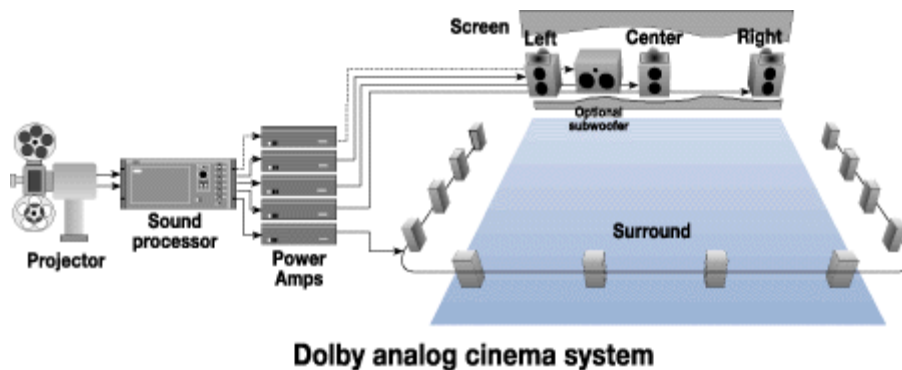 Screen
Left
Center
Right
Optional
subwoofer
Sound
processor
Projector
Power
Amps
Surround
Dolby analog cinema system